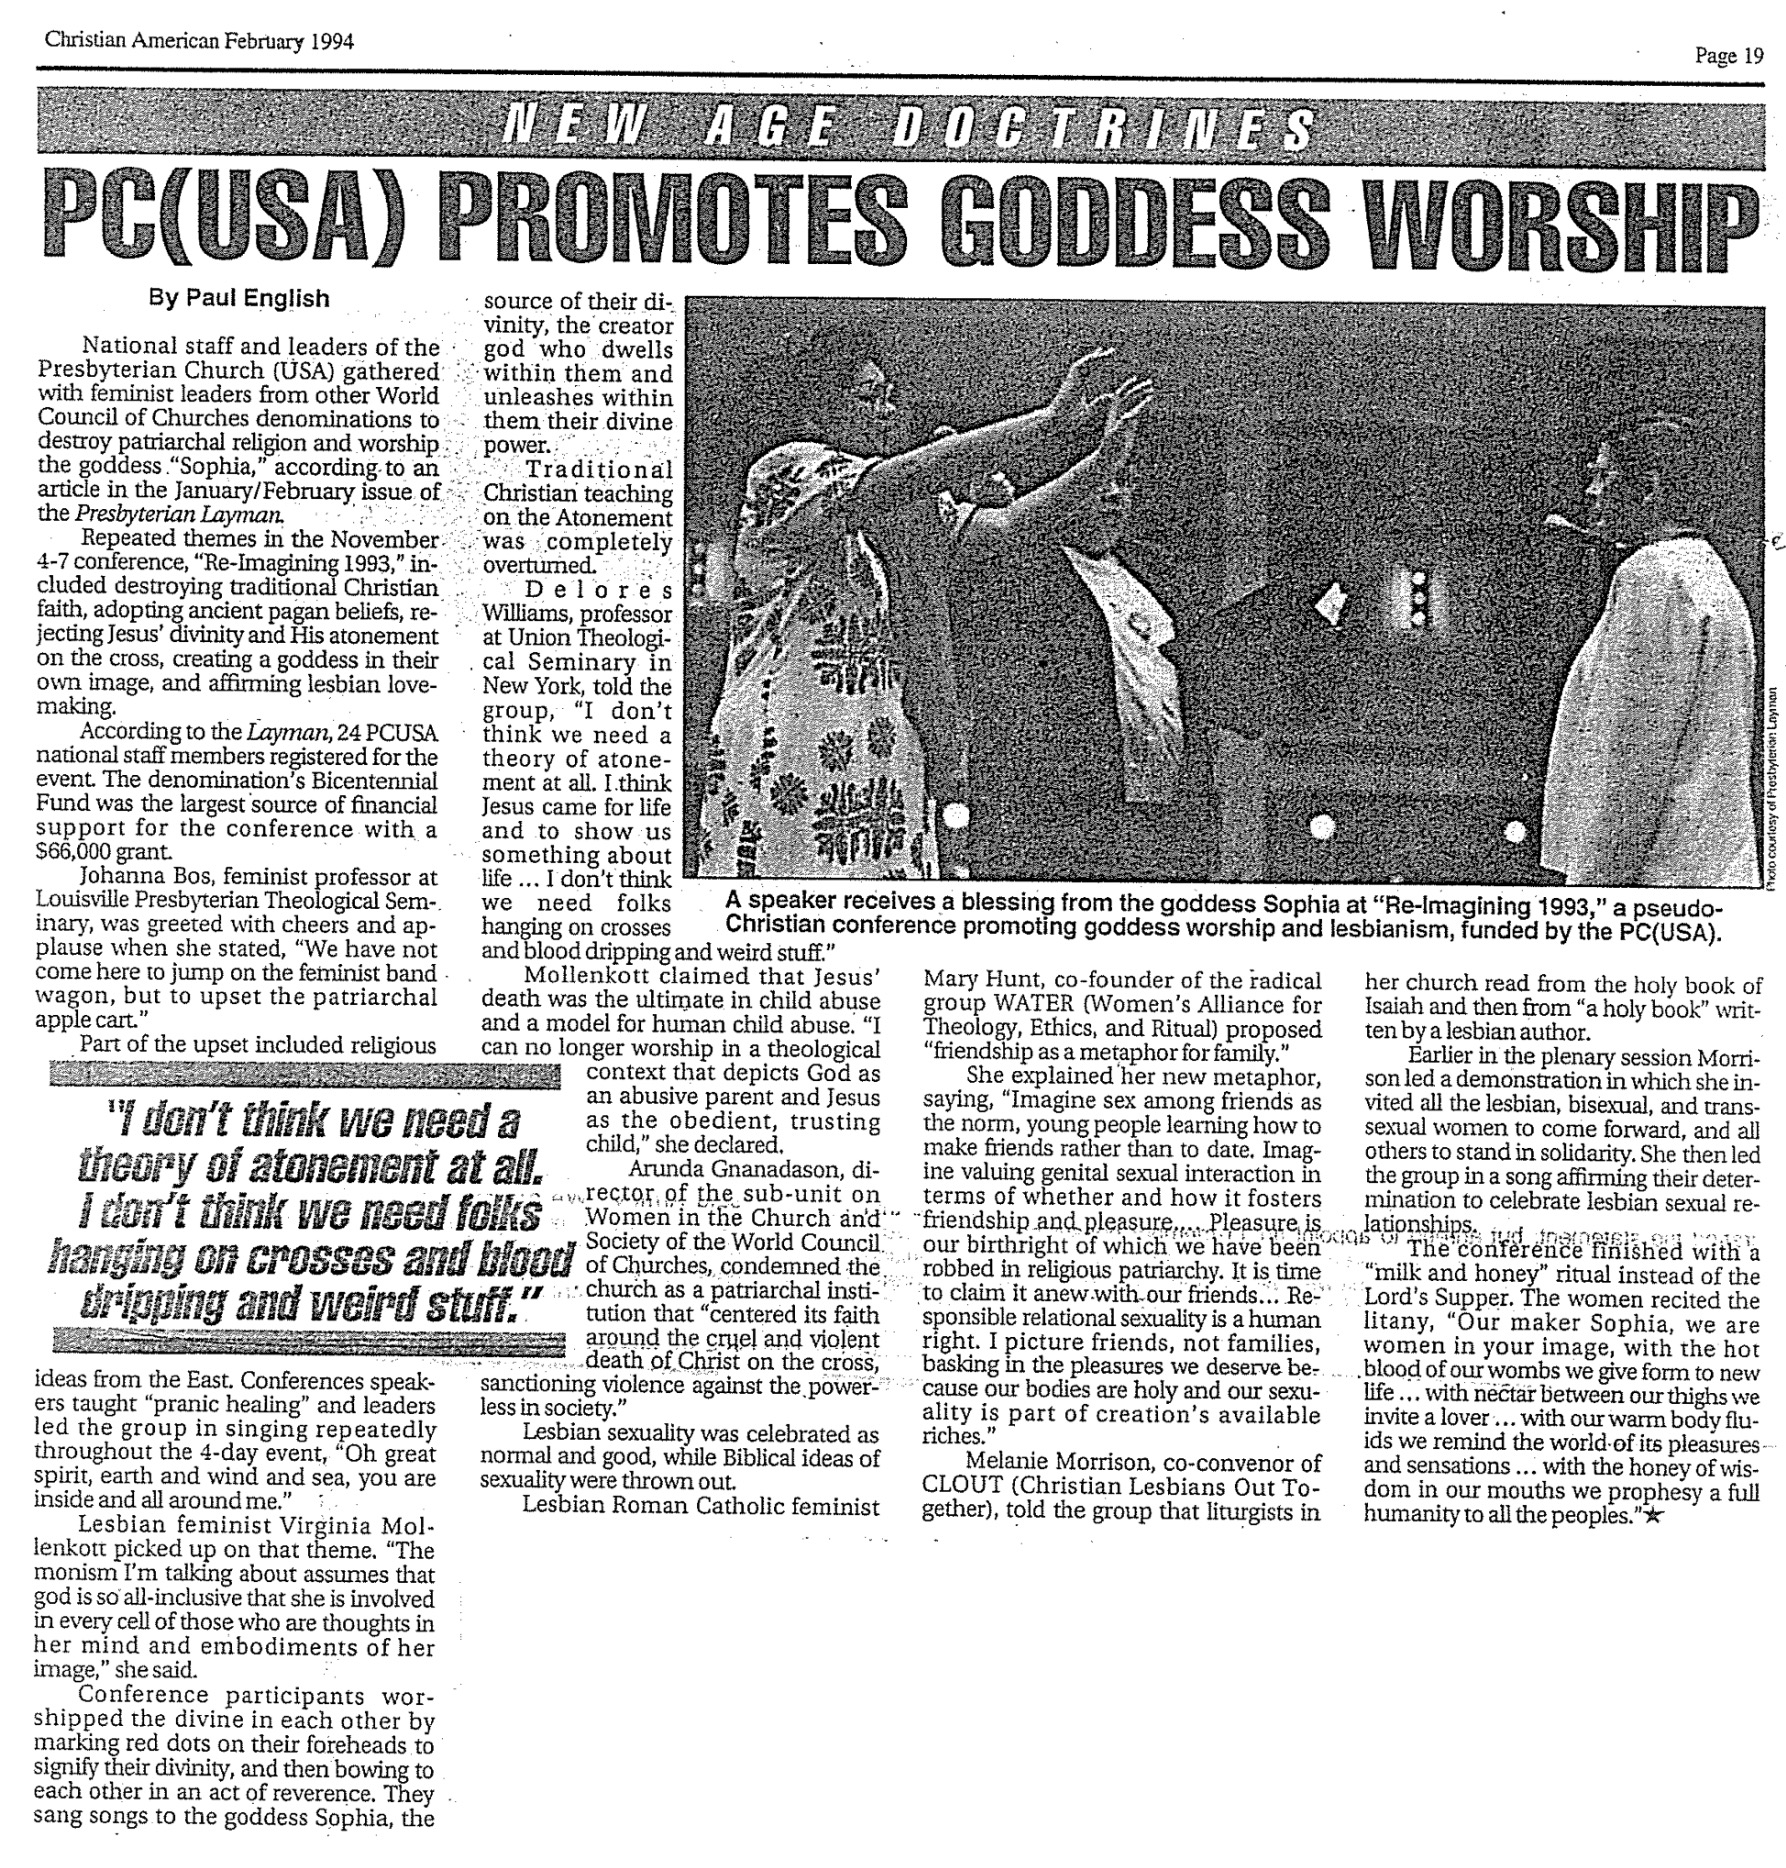 Christian American February 1994
Page 19
NEW AGE DOCTRINES
PC(USA) PROMOTES GODDESS WORSHIP
By Paul English
National staff and leaders of the
Presbyterian Church (USA) gathered
with feminist leaders from other World
Council of Churches denominations to
destroy patriarchal religion and worship
the goddess "Sophia," according to an
article in the January/February issue of
the Presbyterian Layman.
Repeated themes in the November
4-7 conference, "Re-Imagining 1993," in-
cluded destroying traditional Christian
faith, adopting ancient pagan beliefs, re-
jecting Jesus' divinity and His atonement
on the cross, creating a goddess in their
own image, and affirming lesbian love-
making.
According to the Layman, 24 PCUSA
national staff members registered for the
event. The denomination's Bicentennial
Fund was the largest source of financial
support for the conference with a
$66,000 grant.
Johanna Bos, feminist professor at
Louisville Presbyterian Theological Sem-
inary, was greeted with cheers and ap-
plause when she stated, "We have not
come here to jump on the feminist band
wagon, but to upset the patriarchal
apple cart."
Part of the upset included religious
"I don't think we need a
theory of atonement at all.
I don't think we need folks
hanging on crosses and blood
dripping and weird stuff."
ideas from the East. Conferences speak-
ers taught "pranic healing" and leaders
led the group in singing repeatedly
throughout the 4-day event, "Oh great
spirit, earth and wind and sea, you are
inside and all around me."
Lesbian feminist Virginia Mol-
lenkott picked up on that theme. "The
monism I'm talking about assumes that
god is so all-inclusive that she is involved
in every cell of those who are thoughts in
her mind and embodiments of her
image," she said.
Conference participants wor-
shipped the divine in each other by
marking red dots on their foreheads to
signify their divinity, and then bowing to
each other in an act of reverence. They
sang songs to the goddess Sophia, the
source of their di-
vinity, the creator
god who dwells
within them and
unleashes within
them their divine
power.
Traditional
Christian teaching
on the Atonement
was completely
overturned.
Delores
Williams, professor
at Union Theologi-
cal Seminary in
New York, told the
group, "I don't
think we need a
theory of atone-
ment at all. I think
Jesus came for life
and to show us
something about
life ... I don't think
we need folks
hanging on crosses
and blood dripping and weird stuff."
Mollenkott claimed that Jesus'
death was the ultimate in child abuse
and a model for human child abuse. "I
can no longer worship in a theological
context that depicts God as
an abusive parent and Jesus
as the obedient, trusting
child," she declared.
Arunda Gnanadason, di-
rector of the sub-unit on
Women in the Church and
Society of the World Council
of Churches, condemned the
church as a patriarchal insti-
tution that "centered its faith
around the cruel and violent
death of Christ on the cross,
sanctioning violence against the power-
less in society."
Lesbian sexuality was celebrated as
normal and good, while Biblical ideas of
sexuality were thrown out.
Lesbian Roman Catholic feminist
Photo courtesy of Presbyterian Layman
A speaker receives a blessing from the goddess Sophia at "Re-Imagining 1993," a pseudo-
Christian conference promoting goddess worship and lesbianism, funded by the PC(USA).
Mary Hunt, co-founder of the radical
group WATER (Women's Alliance for
Theology, Ethics, and Ritual) proposed
"friendship as a metaphor for family."
She explained her new metaphor,
saying, "Imagine sex among friends as
the norm, young people learning how to
make friends rather than to date. Imag-
ine valuing genital sexual interaction in
terms of whether and how it fosters
friendship and pleasure.... Pleasure is
our birthright of which we have been
robbed in religious patriarchy. It is time
to claim it anew with our friends... Re-
sponsible relational sexuality is a human
right. I picture friends, not families,
basking in the pleasures we deserve be-
cause our bodies are holy and our sexu-
ality is part of creation's available
riches."
Melanie Morrison, co-convenor of
CLOUT (Christian Lesbians Out To-
gether), told the group that liturgists in
her church read from the holy book of
Isaiah and then from "a holy book" writ-
ten by a lesbian author.
Earlier in the plenary session Morri-
son led a demonstration in which she in-
vited all the lesbian, bisexual, and trans-
sexual women to come forward, and all
others to stand in solidarity. She then led
the group in a song affirming their deter-
mination to celebrate lesbian sexual re-
lationships.
The conference finished with a
"milk and honey" ritual instead of the
Lord's Supper. The women recited the
litany, "Our maker Sophia, we are
women in your image, with the hot
blood of our wombs we give form to new
life ... with nectar between our thighs we
invite a lover ... with our warm body flu-
ids we remind the world of its pleasures
and sensations ... with the honey of wis-
dom in our mouths we prophesy a full
humanity to all the peoples."★